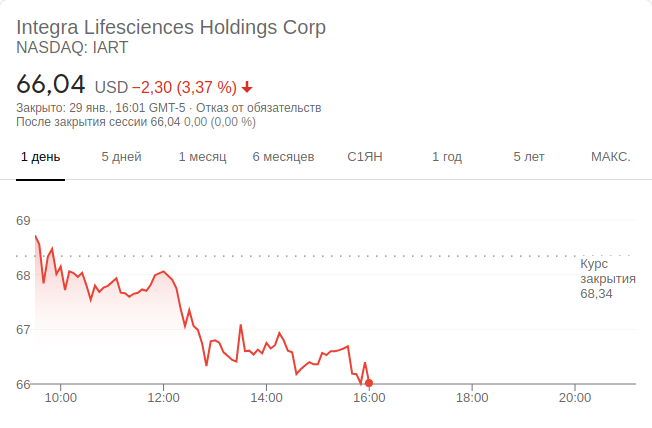 Integra Lifesciences Holdings Corp
NASDAQ: IART
66,04 USD −2,30 (3,37 %)
Закрыто: 29 янв., 16:01 GMT-5 · Отказ от обязательств
После закрытия сессии 66,04 0,00 (0,00 %)
1 день 5 дней 1 месяц 6 месяцев С1ЯН 1 год 5 лет МАКС.
69
68
67
66
Курс
закрытия
68,34
10:00 12:00 14:00 16:00 18:00 20:00